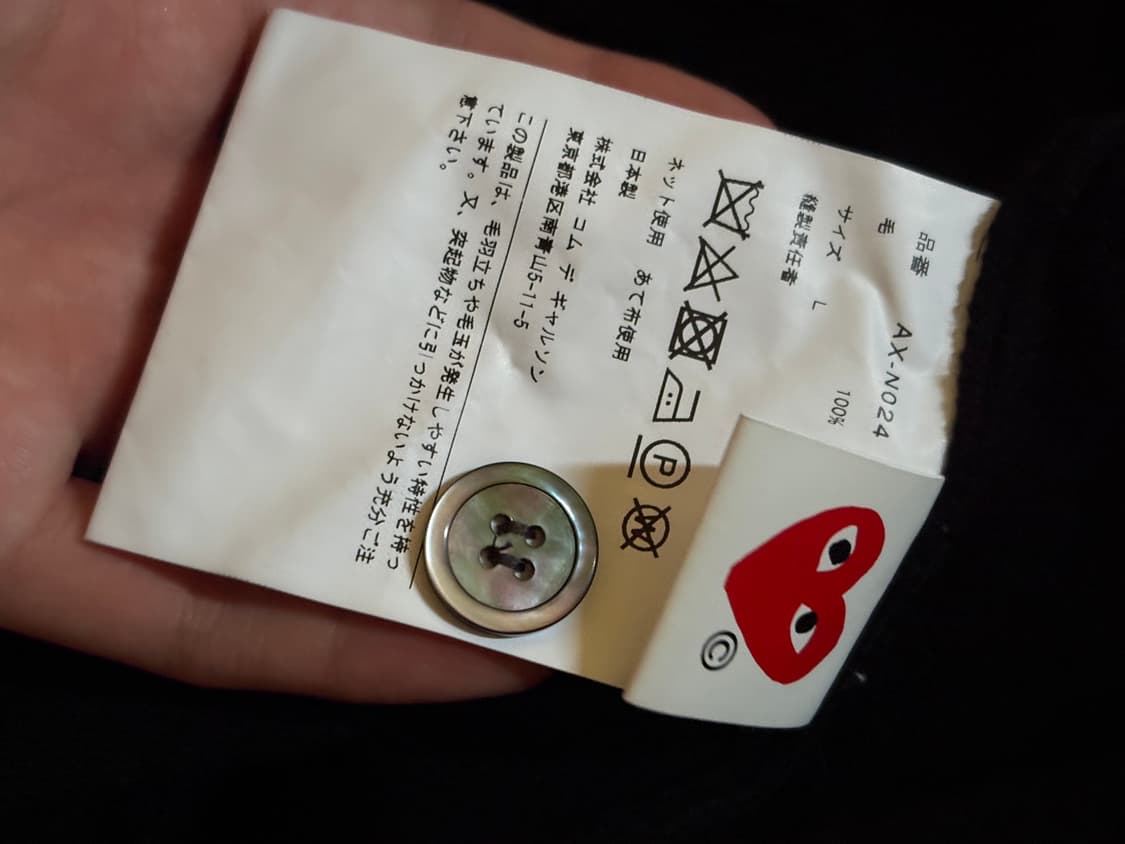 品番 AX-N024
毛 100%
サイズ L
縫製責任者
P
ネット使用 あて布使用
日本製
株式会社 コム デ ギャルソン
東京都港区南青山5-11-5
この製品は、毛羽立ちや毛玉が発生しやすい特性を持っ
ています。又、突起物などに引っかけないよう充分ご注
意下さい。
©